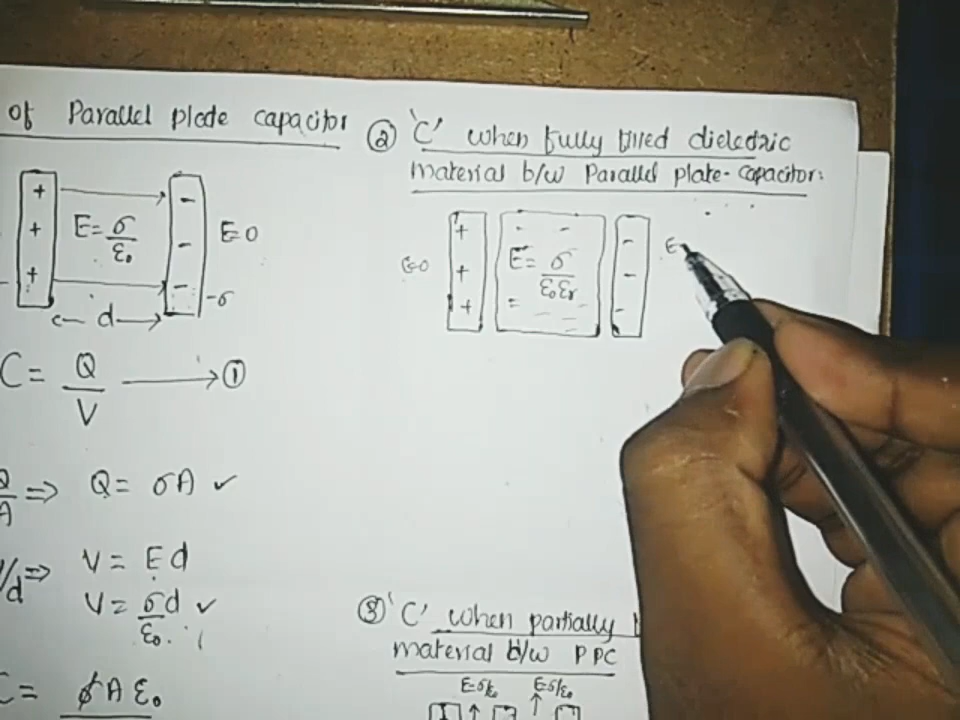 of Parallel plate capacitor
+ -
+ E= σ/ε₀ - E=0
+ - -σ
<- d ->
C= Q/V ⟶ ①
Q/A ⇒ Q= σA ✓
V/d ⇒ V= Ed
V= σd/ε₀ ✓
C= σAε₀
② 'C' when fully filled dielectric
material b/w Parallel plate-capacitor:
E=0 + + + E= σ/ε₀εr - - - E
③ 'C' when partially
material b/w PPC
E=σ/ε₀ E=σ/ε₀